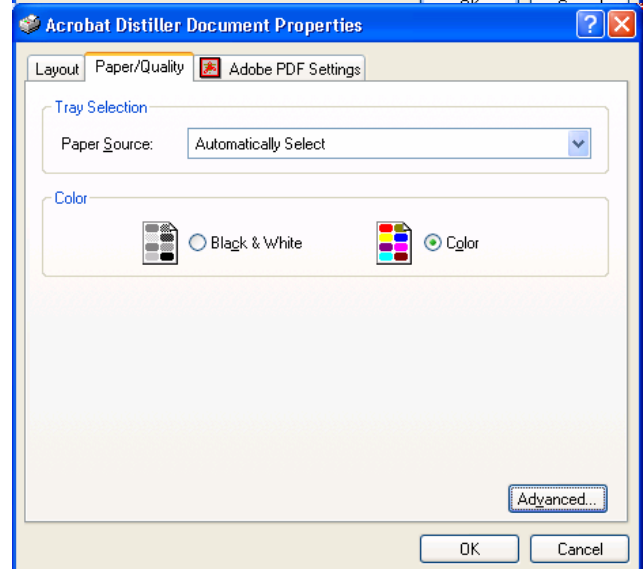 Acrobat Distiller Document Properties
Layout Paper/Quality Adobe PDF Settings
Tray Selection
Paper Source: Automatically Select
Color
Black & White Color
Advanced...
OK Cancel